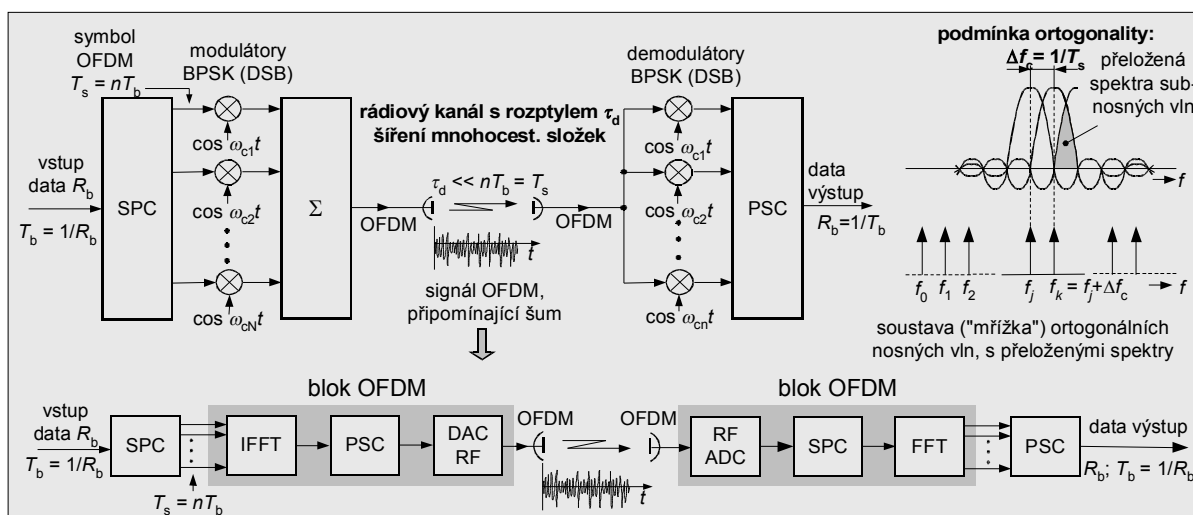 symbol
OFDM
T_s = nT_b
modulátory
BPSK (DSB)
demodulátory
BPSK (DSB)
podmínka ortogonality:
Δf_c = 1/T_s
přeložená
spektra sub-
nosných vln
f
rádiový kanál s rozptylem τ_d
šíření mnohocest. složek
vstup
data R_b
T_b = 1/R_b
SPC
cos ω_c1 t
cos ω_c2 t
cos ω_cN t
Σ
OFDM
τ_d << nT_b = T_s
t
OFDM
signál OFDM,
připomínající šum
cos ω_c1 t
cos ω_c2 t
cos ω_cn t
PSC
data
výstup
R_b=1/T_b
f_0 f_1 f_2 f_j f_k = f_j+Δf_c f
soustava ("mřížka") ortogonálních
nosných vln, s přeloženými spektry
blok OFDM
vstup
data R_b
T_b = 1/R_b
SPC
T_s = nT_b
IFFT
PSC
DAC
RF
OFDM
t
OFDM
blok OFDM
RF
ADC
SPC
FFT
PSC
data výstup
R_b; T_b = 1/R_b